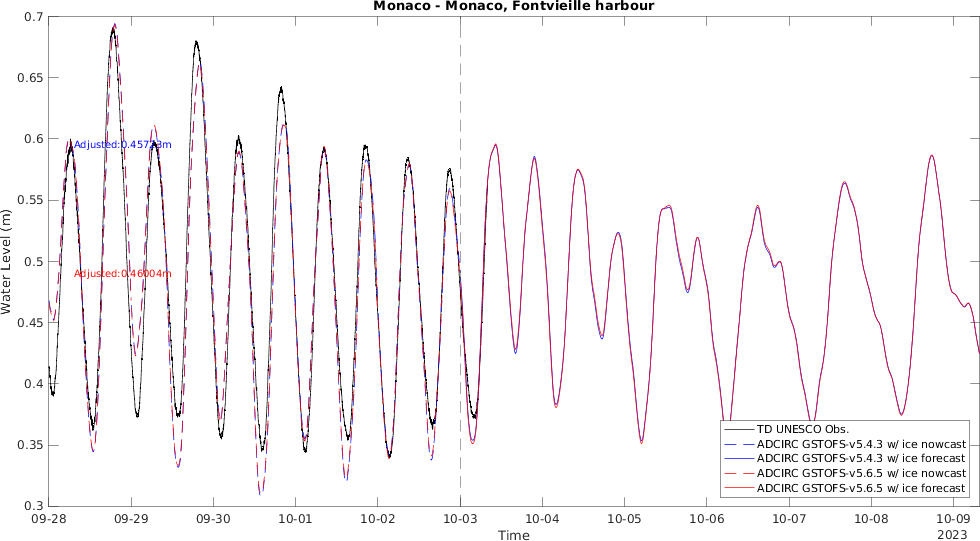 Monaco - Monaco, Fontvieille harbour
Water Level (m)
0.7
0.65
0.6
0.55
0.5
0.45
0.4
0.35
0.3
Adjusted:0.46004m
TD UNESCO Obs.
ADCIRC GSTOFS-v5.4.3 w/ ice nowcast
ADCIRC GSTOFS-v5.4.3 w/ ice forecast
ADCIRC GSTOFS-v5.6.5 w/ ice nowcast
ADCIRC GSTOFS-v5.6.5 w/ ice forecast
09-28 09-29 09-30 10-01 10-02 10-03 10-04 10-05 10-06 10-07 10-08 10-09
Time
2023